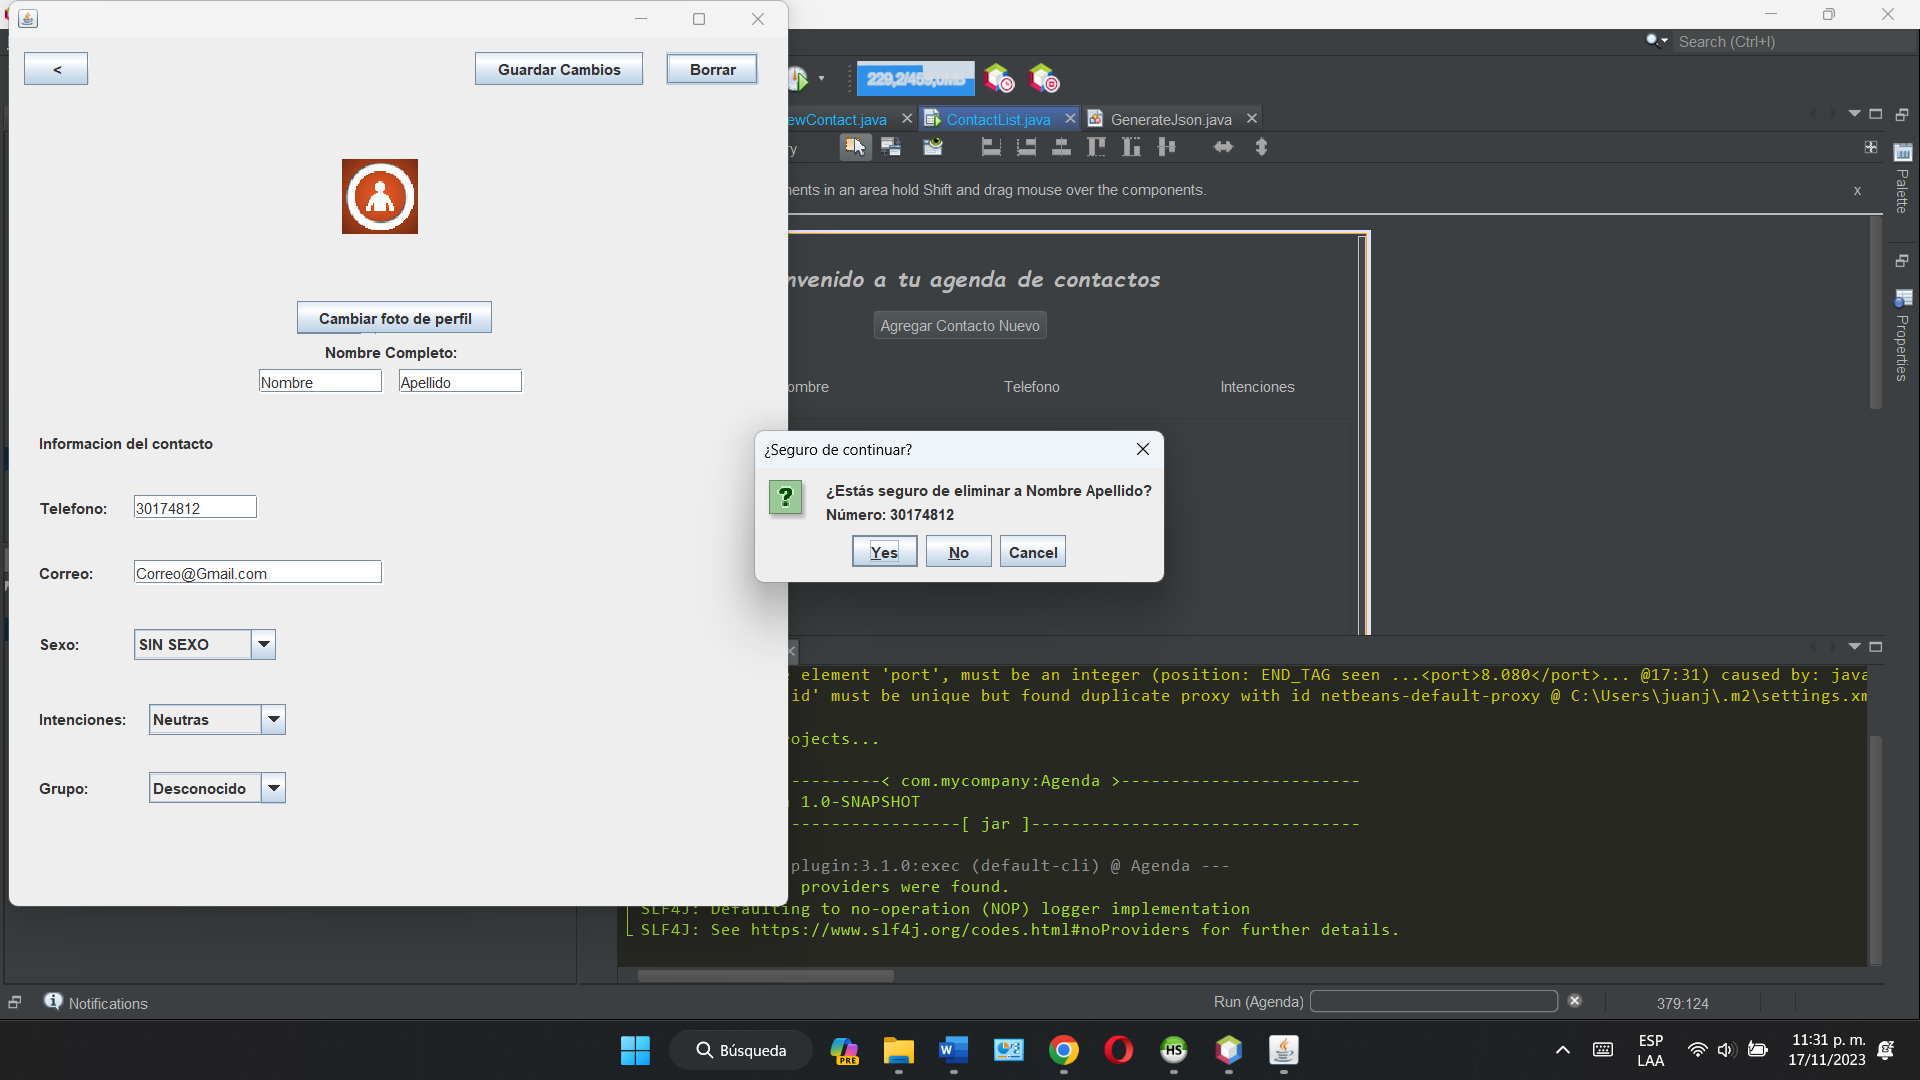 <
Guardar Cambios
Borrar
Cambiar foto de perfil
Nombre Completo:
Nombre
Apellido
Informacion del contacto
Telefono:
30174812
Correo:
Correo@Gmail.com
Sexo:
SIN SEXO
Intenciones:
Neutras
Grupo:
Desconocido
Search (Ctrl+I)
229,2/459,0MB
ewContact.java
ContactList.java
GenerateJson.java
ry
ents in an area hold Shift and drag mouse over the components.
x
Palette
Properties
nvenido a tu agenda de contactos
Agregar Contacto Nuevo
ombre
Telefono
Intenciones
¿Seguro de continuar?
¿Estás seguro de eliminar a Nombre Apellido?
Número: 30174812
Yes
No
Cancel
element 'port', must be an integer (position: END_TAG seen ...<port>8.080</port>... @17:31) caused by: java
id' must be unique but found duplicate proxy with id netbeans-default-proxy @ C:\Users\juanj\.m2\settings.xm
ojects...
---------< com.mycompany:Agenda >------------------------
1.0-SNAPSHOT
-----------------[ jar ]---------------------------------
plugin:3.1.0:exec (default-cli) @ Agenda ---
providers were found.
SLF4J: Defaulting to no-operation (NOP) logger implementation
SLF4J: See https://www.slf4j.org/codes.html#noProviders for further details.
Notifications
Run (Agenda)
379:124
Búsqueda
PRE
W
HS
ESP
LAA
11:31 p. m.
17/11/2023